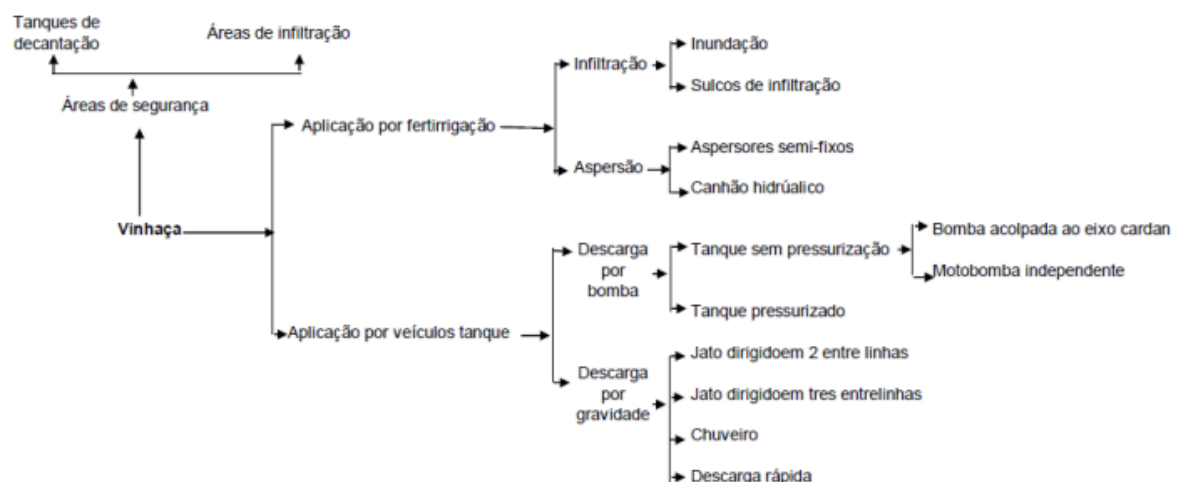 Tanques de
decantação
Áreas de infiltração
Áreas de segurança
Vinhaça
Aplicação por fertirrigação
Infiltração
Inundação
Sulcos de infiltração
Aspersão
Aspersores semi-fixos
Canhão hidrúalico
Aplicação por veículos tanque
Descarga
por
bomba
Tanque sem pressurização
Bomba acolpada ao eixo cardan
Motobomba independente
Tanque pressurizado
Descarga
por
gravidade
Jato dirigidoem 2 entre linhas
Jato dirigidoem tres entrelinhas
Chuveiro
Descarga rápida